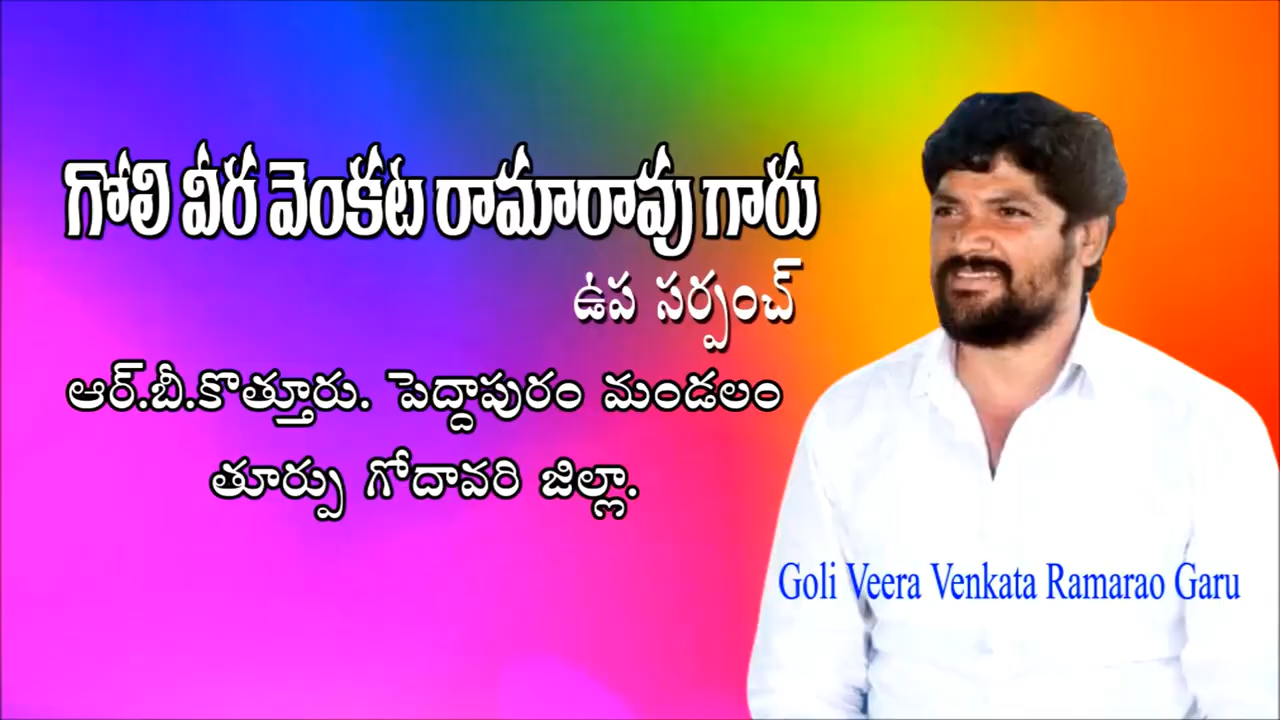 గోలి వీర వెంకట రామారావు గారు
ఉప సర్పంచ్
ఆర్.బీ.కొత్తూరు. పెద్దాపురం మండలం
తూర్పు గోదావరి జిల్లా.
Goli Veera Venkata Ramarao Garu